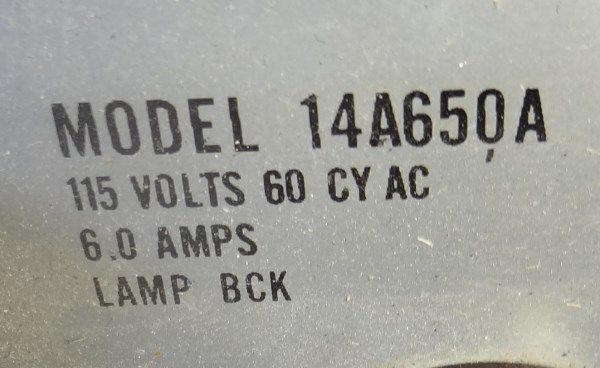 MODEL 14A650A
115 VOLTS 60 CY AC
6.0 AMPS
LAMP BCK